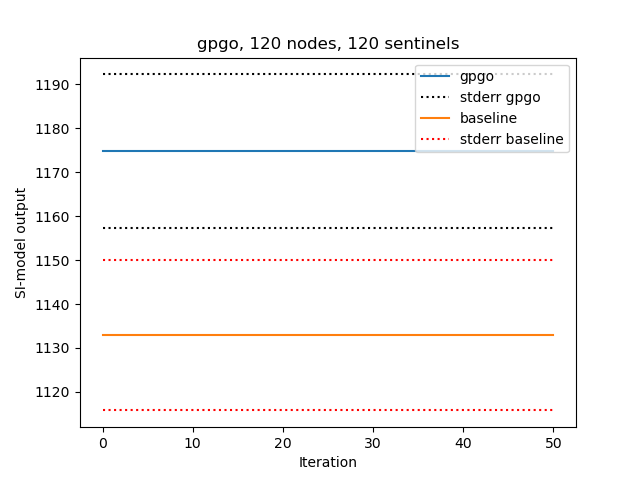 gpgo, 120 nodes, 120 sentinels
SI-model output
1190
1180
1170
1160
1150
1140
1130
1120
gpgo
stderr gpgo
baseline
stderr baseline
0 10 20 30 40 50
Iteration